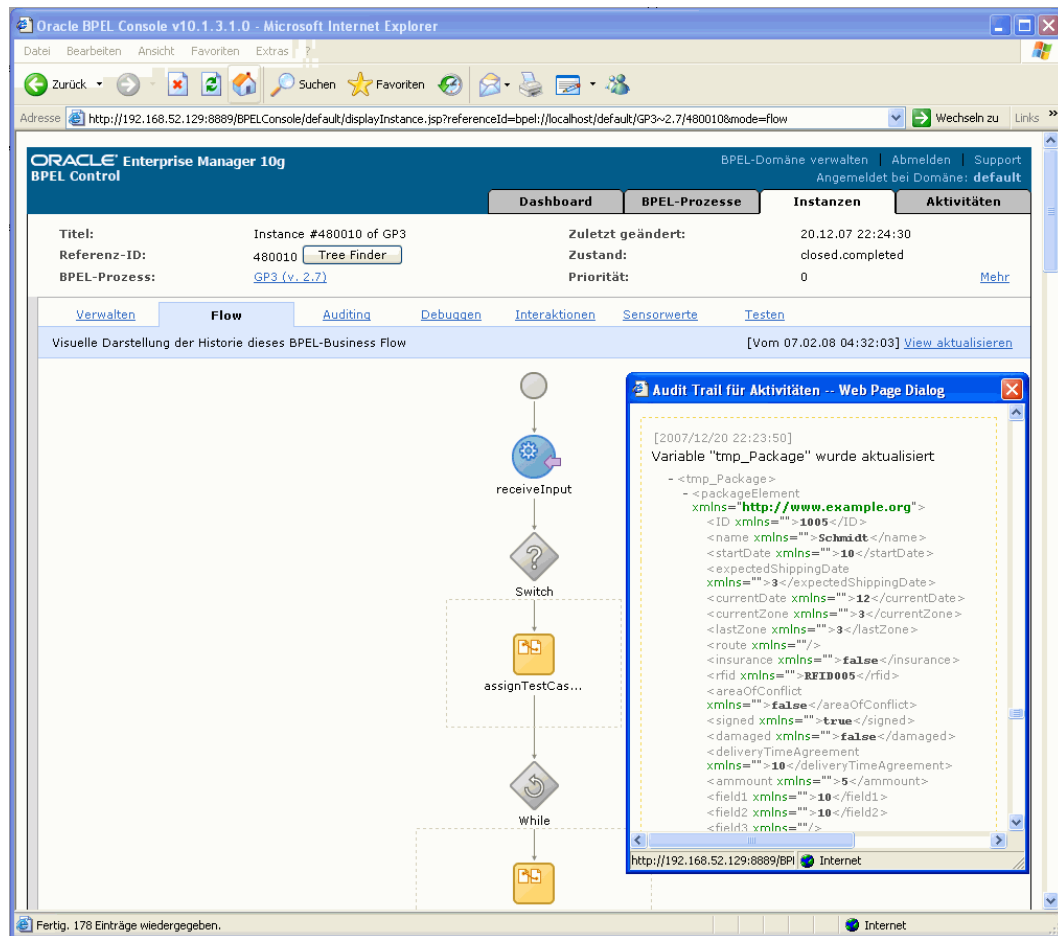 Oracle BPEL Console v10.1.3.1.0 - Microsoft Internet Explorer
Datei Bearbeiten Ansicht Favoriten Extras ?
Zurück Suchen Favoriten
Adresse http://192.168.52.129:8889/BPELConsole/default/displayInstance.jsp?referenceId=bpel://localhost/default/GP3~2.7/480010&mode=flow Wechseln zu Links »
ORACLE Enterprise Manager 10g
BPEL Control
BPEL-Domäne verwalten | Abmelden | Support
Angemeldet bei Domäne: default
Dashboard BPEL-Prozesse Instanzen Aktivitäten
Titel: Instance #480010 of GP3 Zuletzt geändert: 20.12.07 22:24:30
Referenz-ID: 480010 Tree Finder Zustand: closed.completed
BPEL-Prozess: GP3 (v. 2.7) Priorität: 0 Mehr
Verwalten Flow Auditing Debuggen Interaktionen Sensorwerte Testen
Visuelle Darstellung der Historie dieses BPEL-Business Flow [Vom 07.02.08 04:32:03] View aktualisieren
receiveInput
Switch
assignTestCas...
While
Audit Trail für Aktivitäten -- Web Page Dialog
[2007/12/20 22:23:50]
Variable "tmp_Package" wurde aktualisiert
- <tmp_Package>
- <packageElement
xmlns="http://www.example.org">
<ID xmlns="">1005</ID>
<name xmlns="">Schmidt</name>
<startDate xmlns="">10</startDate>
<expectedShippingDate
xmlns="">3</expectedShippingDate>
<currentDate xmlns="">12</currentDate>
<currentZone xmlns="">3</currentZone>
<lastZone xmlns="">3</lastZone>
<route xmlns=""/>
<insurance xmlns="">false</insurance>
<rfid xmlns="">RFID005</rfid>
<areaOfConflict
xmlns="">false</areaOfConflict>
<signed xmlns="">true</signed>
<damaged xmlns="">false</damaged>
<deliveryTimeAgreement
xmlns="">10</deliveryTimeAgreement>
<ammount xmlns="">5</ammount>
<field1 xmlns="">10</field1>
<field2 xmlns="">10</field2>
<field3 xmlns=""/>
http://192.168.52.129:8889/BPI Internet
Fertig. 178 Einträge wiedergegeben. Internet